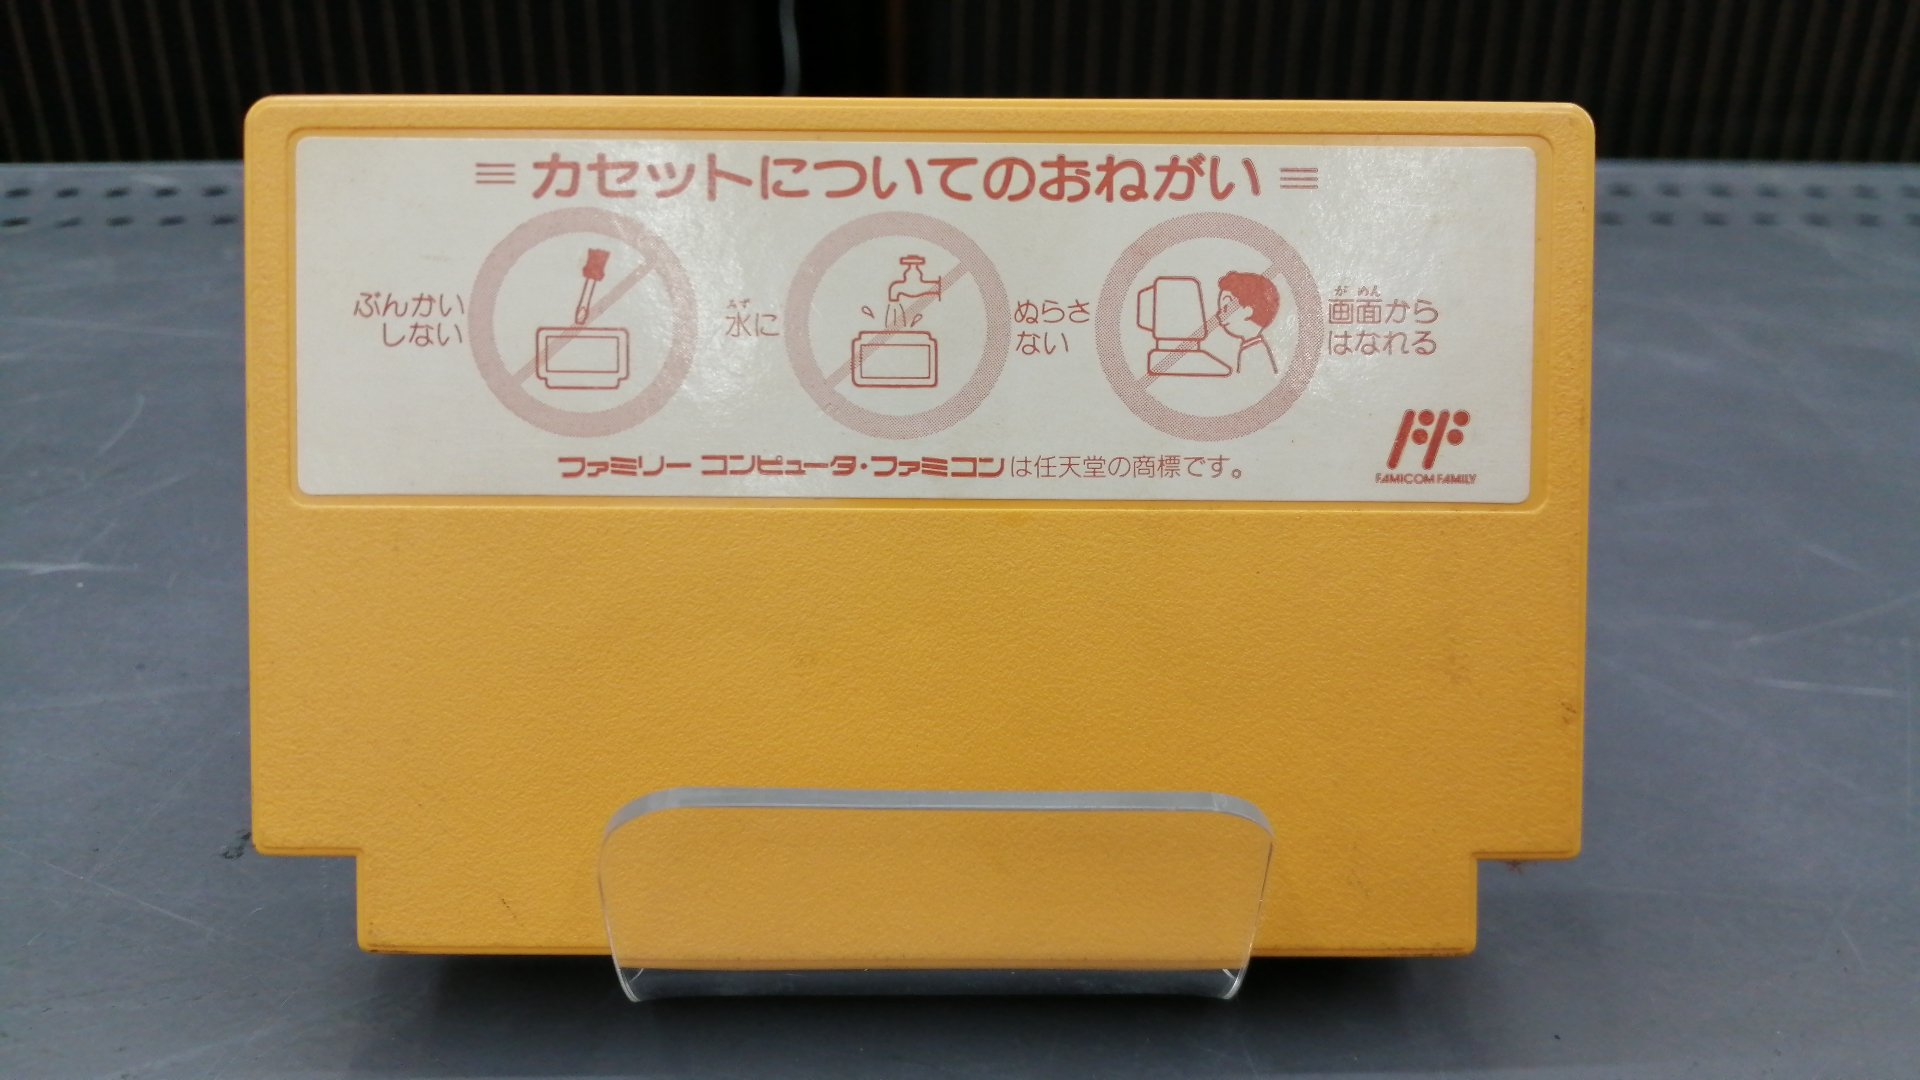 カセットについてのおねがい
ぶんかい
しない
みず
水に
ぬらさ
ない
がめん
画面から
はなれる
FAMICOM FAMILY
ファミリー コンピュータ・ファミコンは任天堂の商標です。